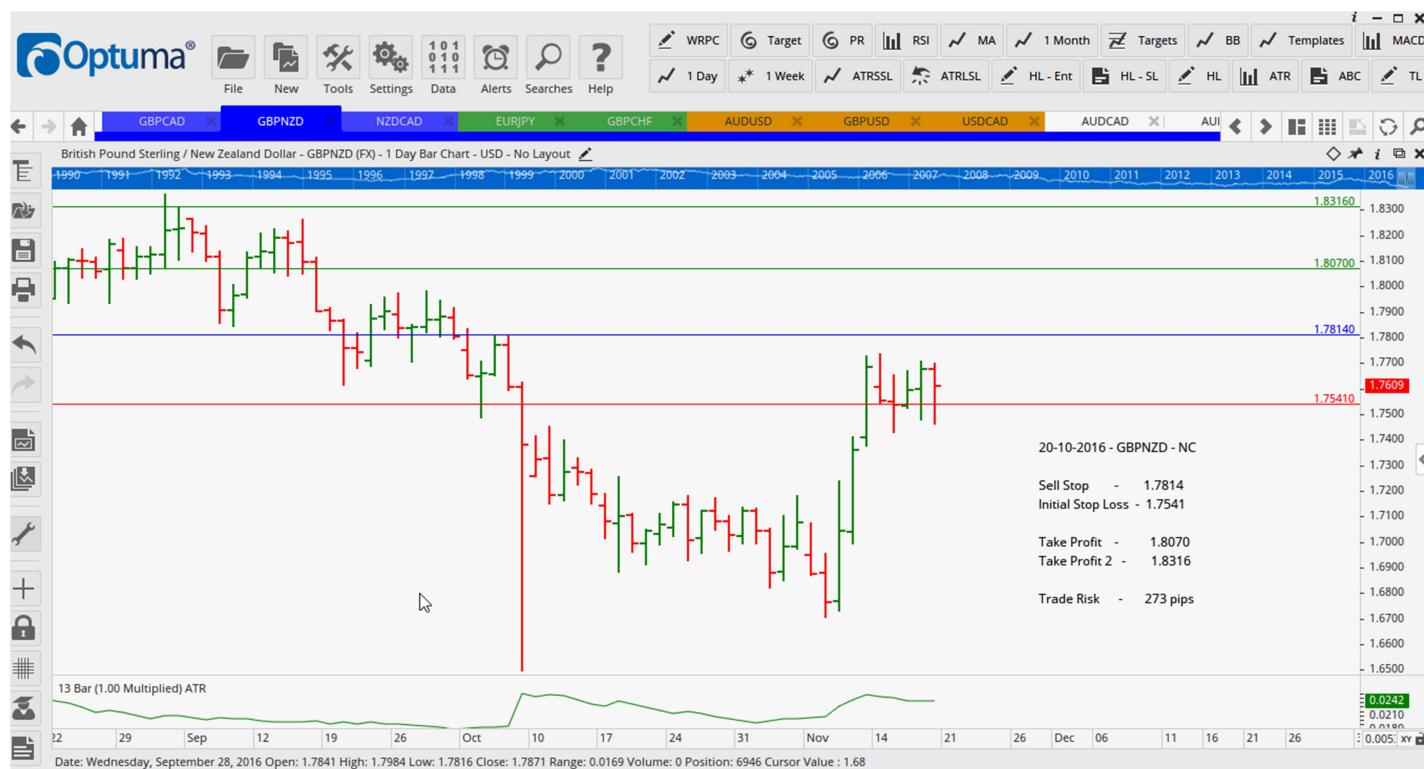 Optuma®
File New Tools Settings Data Alerts Searches Help
WRPC Target PR RSI MA 1 Month Targets BB Templates MACD
1 Day 1 Week ATRSSL ATRLSL HL - Ent HL - SL HL ATR ABC TL
GBPCAD GBPNZD NZDCAD EURJPY GBPCHF AUDUSD GBPUSD USDCAD AUDCAD AUI
British Pound Sterling / New Zealand Dollar - GBPNZD (FX) - 1 Day Bar Chart - USD - No Layout
1990 1991 1992 1993 1994 1995 1996 1997 1998 1999 2000 2001 2002 2003 2004 2005 2006 2007 2008 2009 2010 2011 2012 2013 2014 2015 2016
1.83160
1.8300
1.8200
1.8100
1.80700
1.8000
1.7900
1.78140
1.7800
1.7700
1.7609
1.75410
1.7500
1.7400
1.7300
1.7200
1.7100
1.7000
1.6900
1.6800
1.6700
1.6600
1.6500
20-10-2016 - GBPNZD - NC
Sell Stop - 1.7814
Initial Stop Loss - 1.7541
Take Profit - 1.8070
Take Profit 2 - 1.8316
Trade Risk - 273 pips
13 Bar (1.00 Multiplied) ATR
0.0242
0.0210
22 29 Sep 12 19 26 Oct 10 17 24 31 Nov 14 21 26 Dec 06 11 16 21 26
0.005: XY
Date: Wednesday, September 28, 2016 Open: 1.7841 High: 1.7984 Low: 1.7816 Close: 1.7871 Range: 0.0169 Volume: 0 Position: 6946 Cursor Value : 1.68